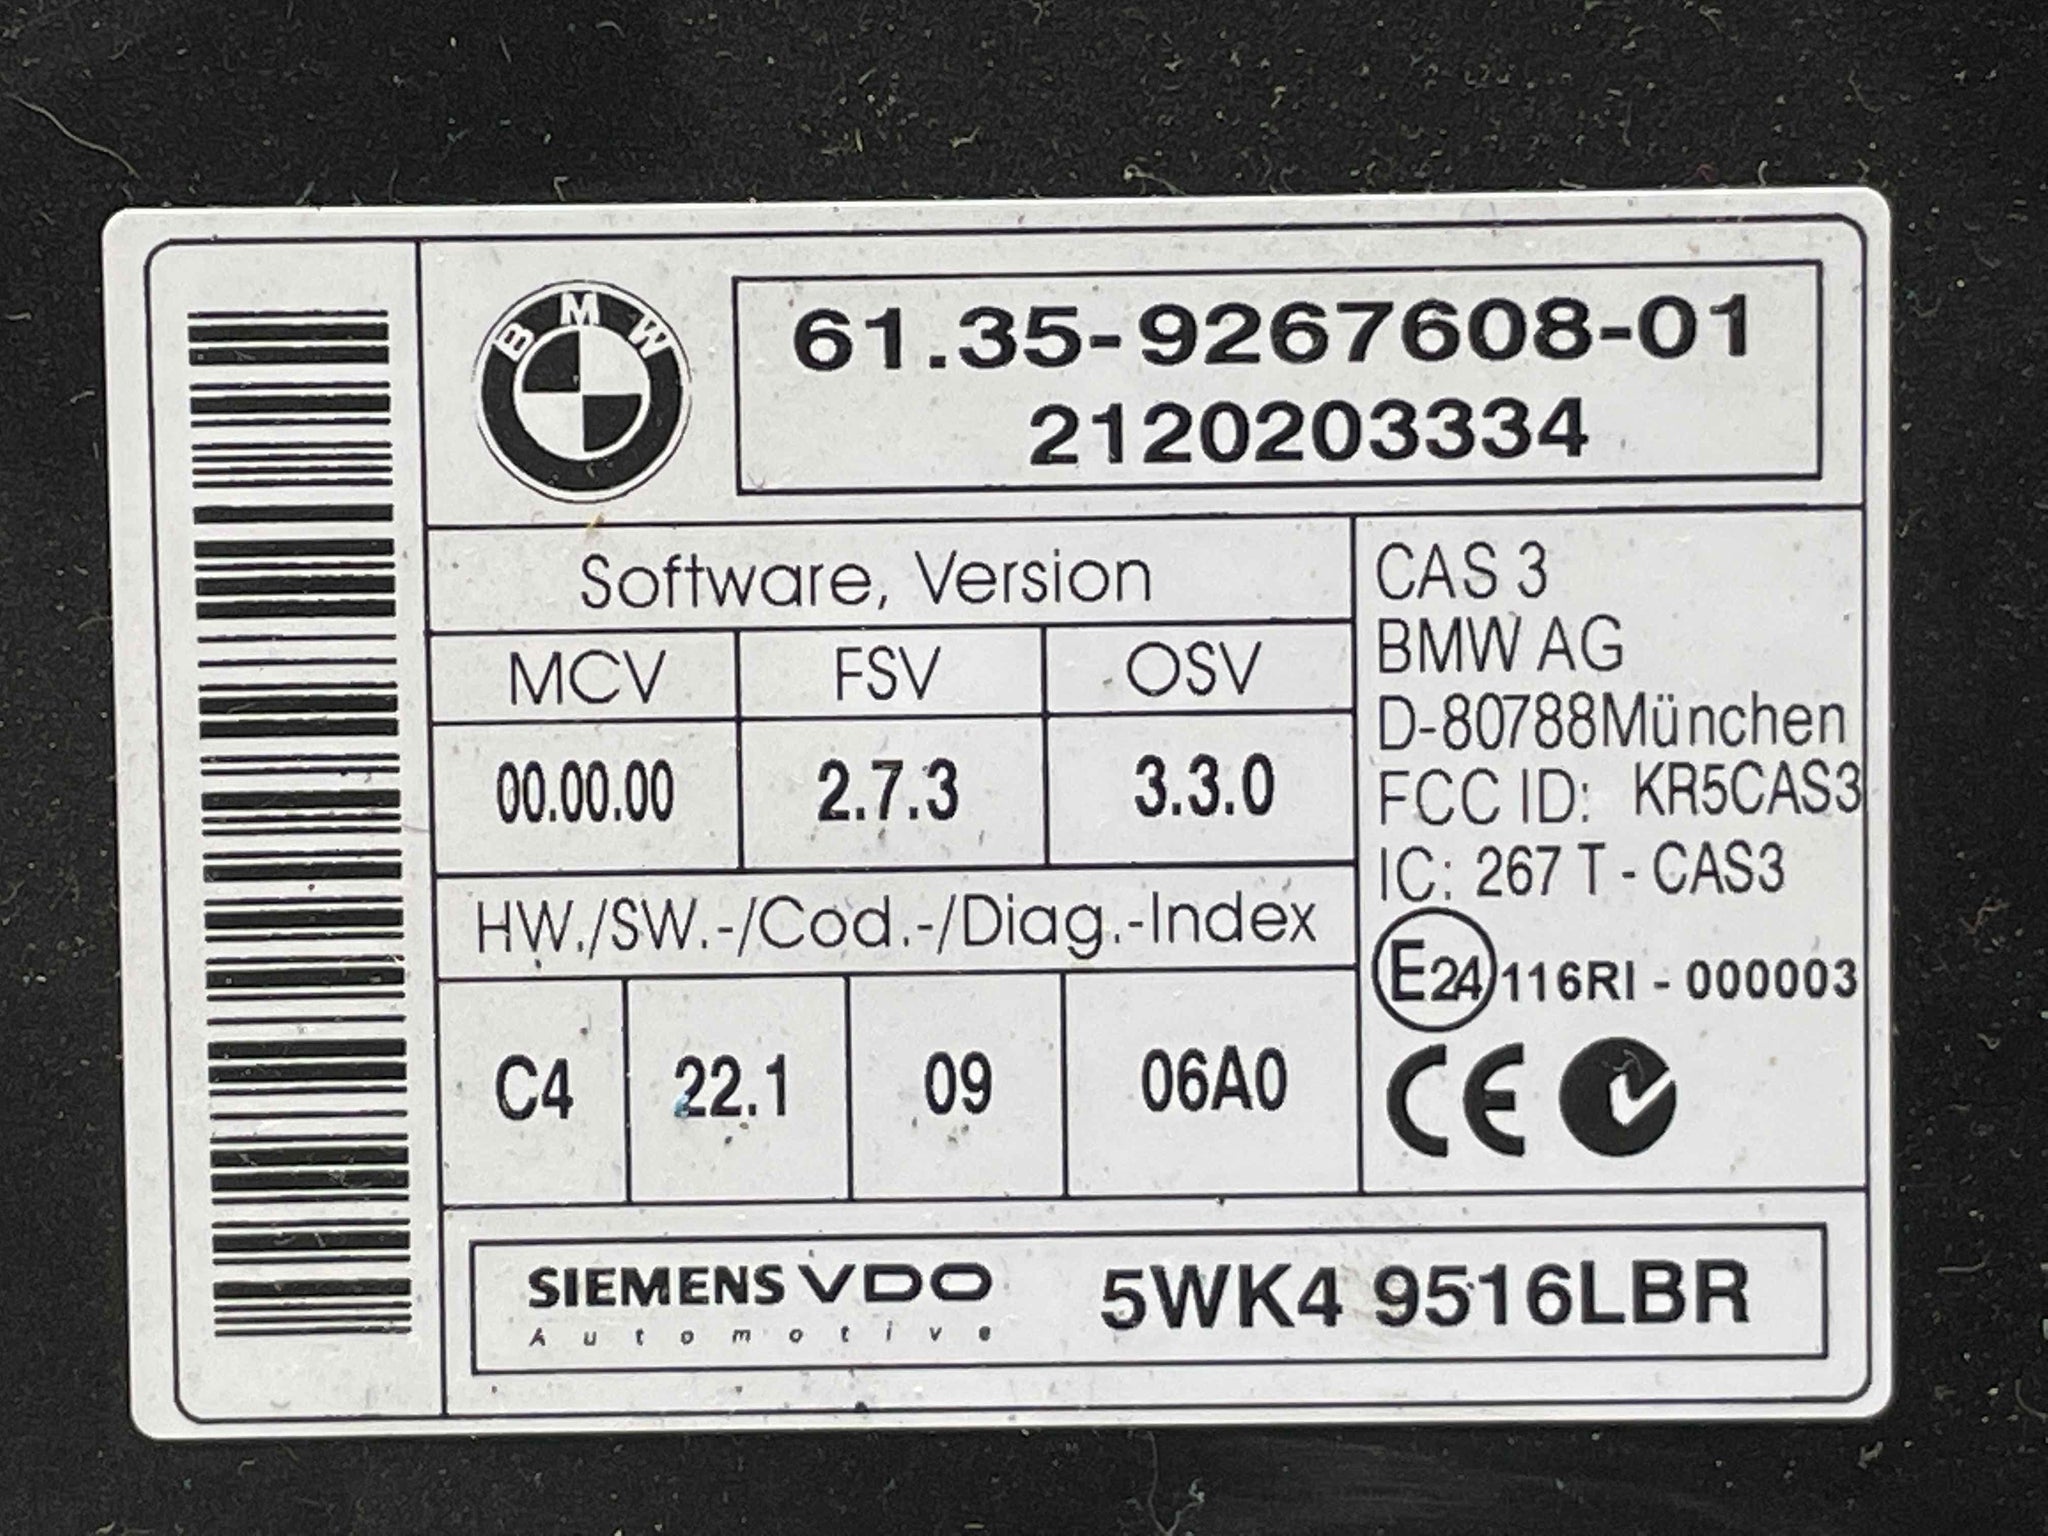 BMW
61.35-9267608-01
2120203334
Software, Version
MCV FSV OSV
00.00.00 2.7.3 3.3.0
HW./SW.-/Cod.-/Diag.-Index
C4 22.1 09 06A0
CAS 3
BMW AG
D-80788München
FCC ID: KR5CAS3
IC: 267 T - CAS3
E24 116RI - 000003
CE
SIEMENS VDO
Automotive
5WK4 9516LBR